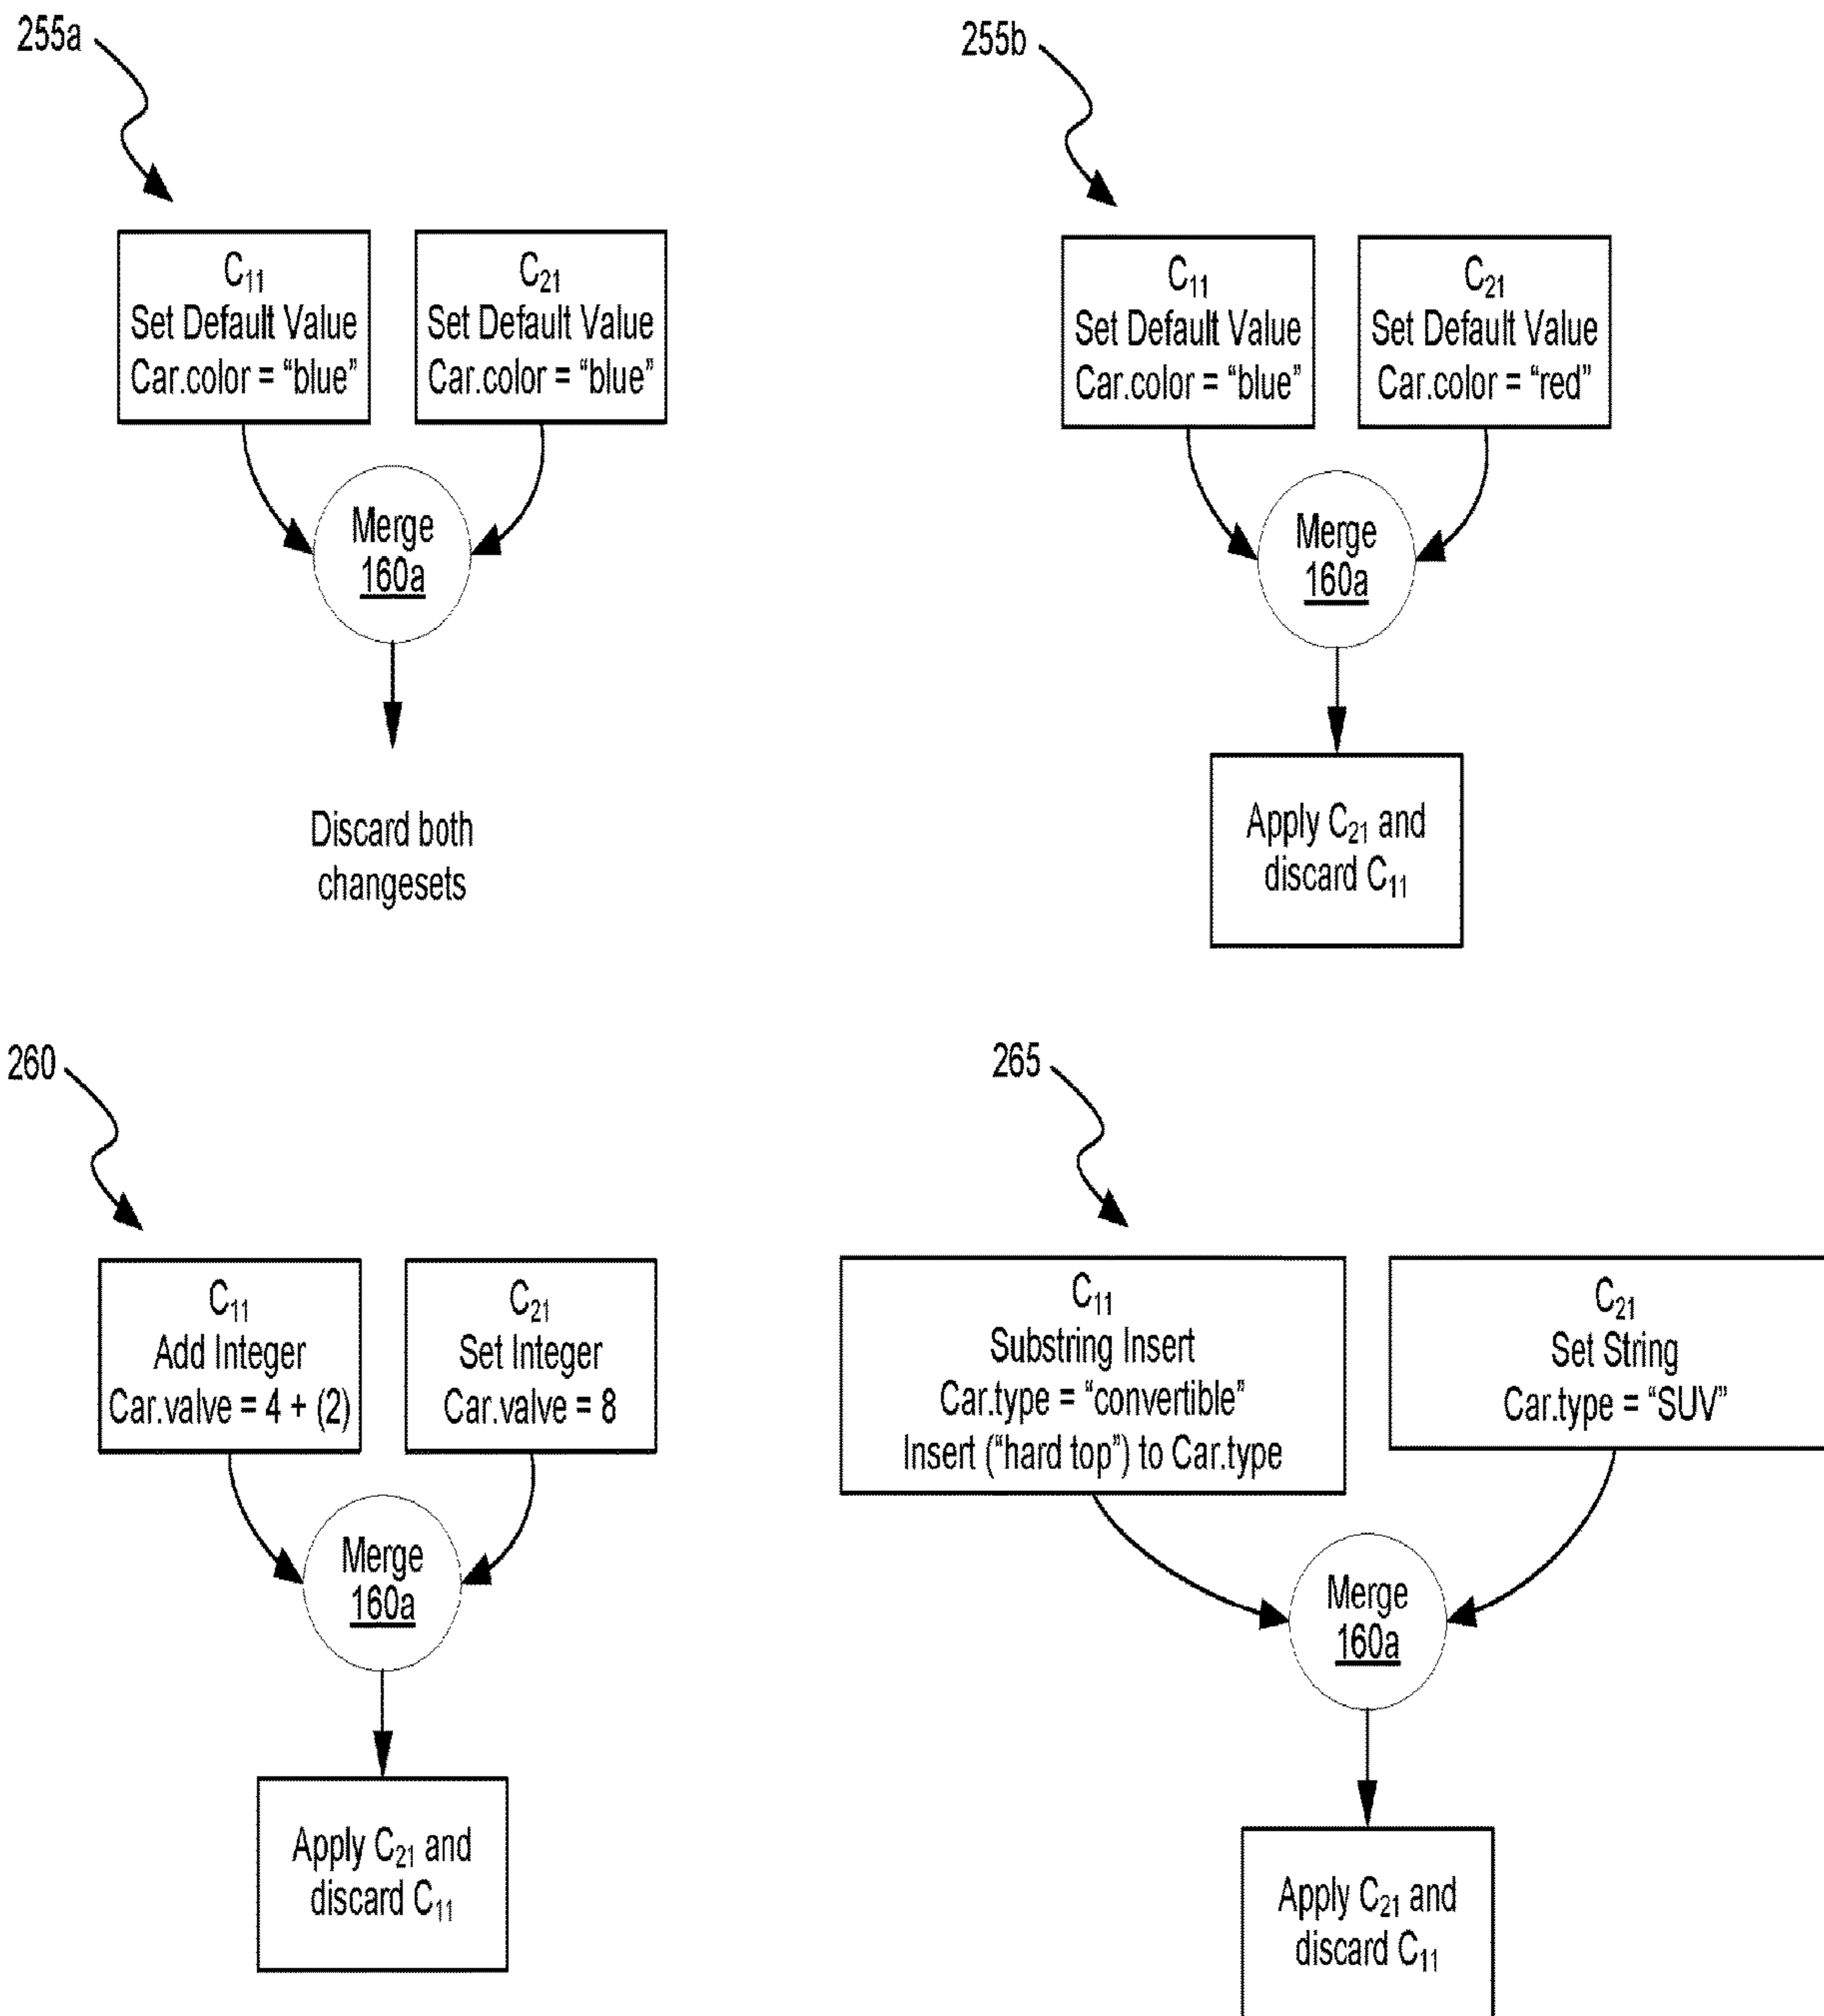 255a
C₁₁
Set Default Value
Car.color = “blue”
C₂₁
Set Default Value
Car.color = “blue”
Merge
160a
Discard both
changesets
255b
C₁₁
Set Default Value
Car.color = “blue”
C₂₁
Set Default Value
Car.color = “red”
Merge
160a
Apply C₂₁ and
discard C₁₁
260
C₁₁
Add Integer
Car.valve = 4 + (2)
C₂₁
Set Integer
Car.valve = 8
Merge
160a
Apply C₂₁ and
discard C₁₁
265
C₁₁
Substring Insert
Car.type = “convertible”
Insert (“hard top”) to Car.type
C₂₁
Set String
Car.type = “SUV”
Merge
160a
Apply C₂₁ and
discard C₁₁